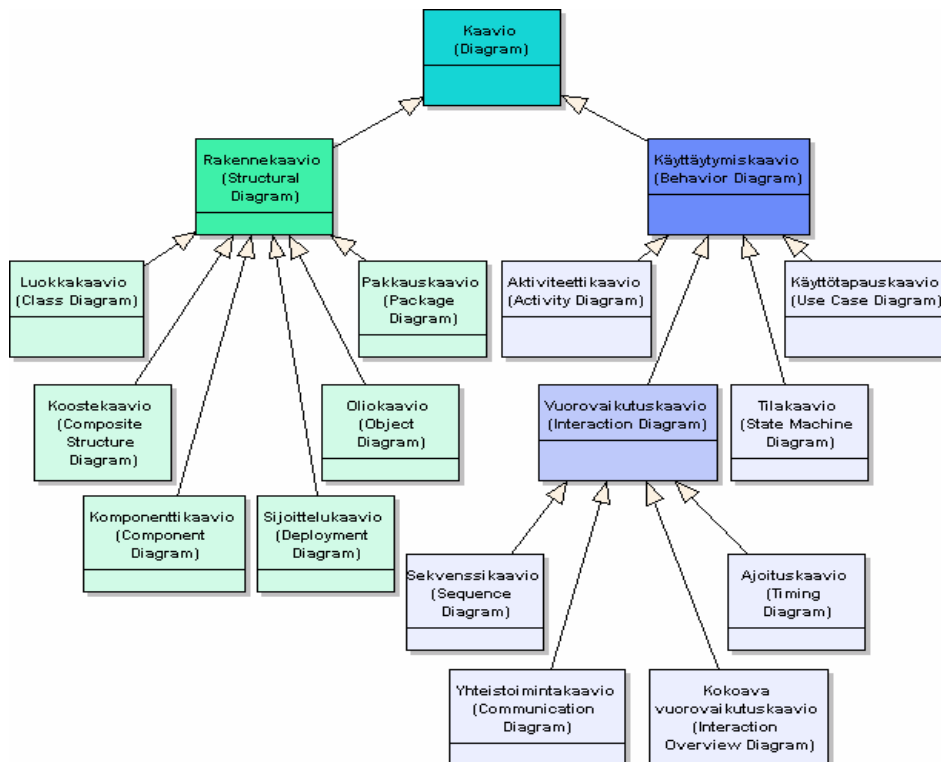 Kaavio
(Diagram)
Rakennekaavio
(Structural
Diagram)
Käyttäytymiskaavio
(Behavior Diagram)
Luokkakaavio
(Class Diagram)
Pakkauskaavio
(Package
Diagram)
Aktiviteettikaavio
(Activity Diagram)
Käyttötapauskaavio
(Use Case Diagram)
Koostekaavio
(Composite
Structure
Diagram)
Oliokaavio
(Object
Diagram)
Vuorovaikutuskaavio
(Interaction Diagram)
Tilakaavio
(State Machine
Diagram)
Komponenttikaavio
(Component
Diagram)
Sijoittelukaavio
(Deployment
Diagram)
Sekvenssikaavio
(Sequence
Diagram)
Ajoituskaavio
(Timing
Diagram)
Yhteistoimintakaavio
(Communication
Diagram)
Kokoava
vuorovaikutuskaavio
(Interaction
Overview Diagram)